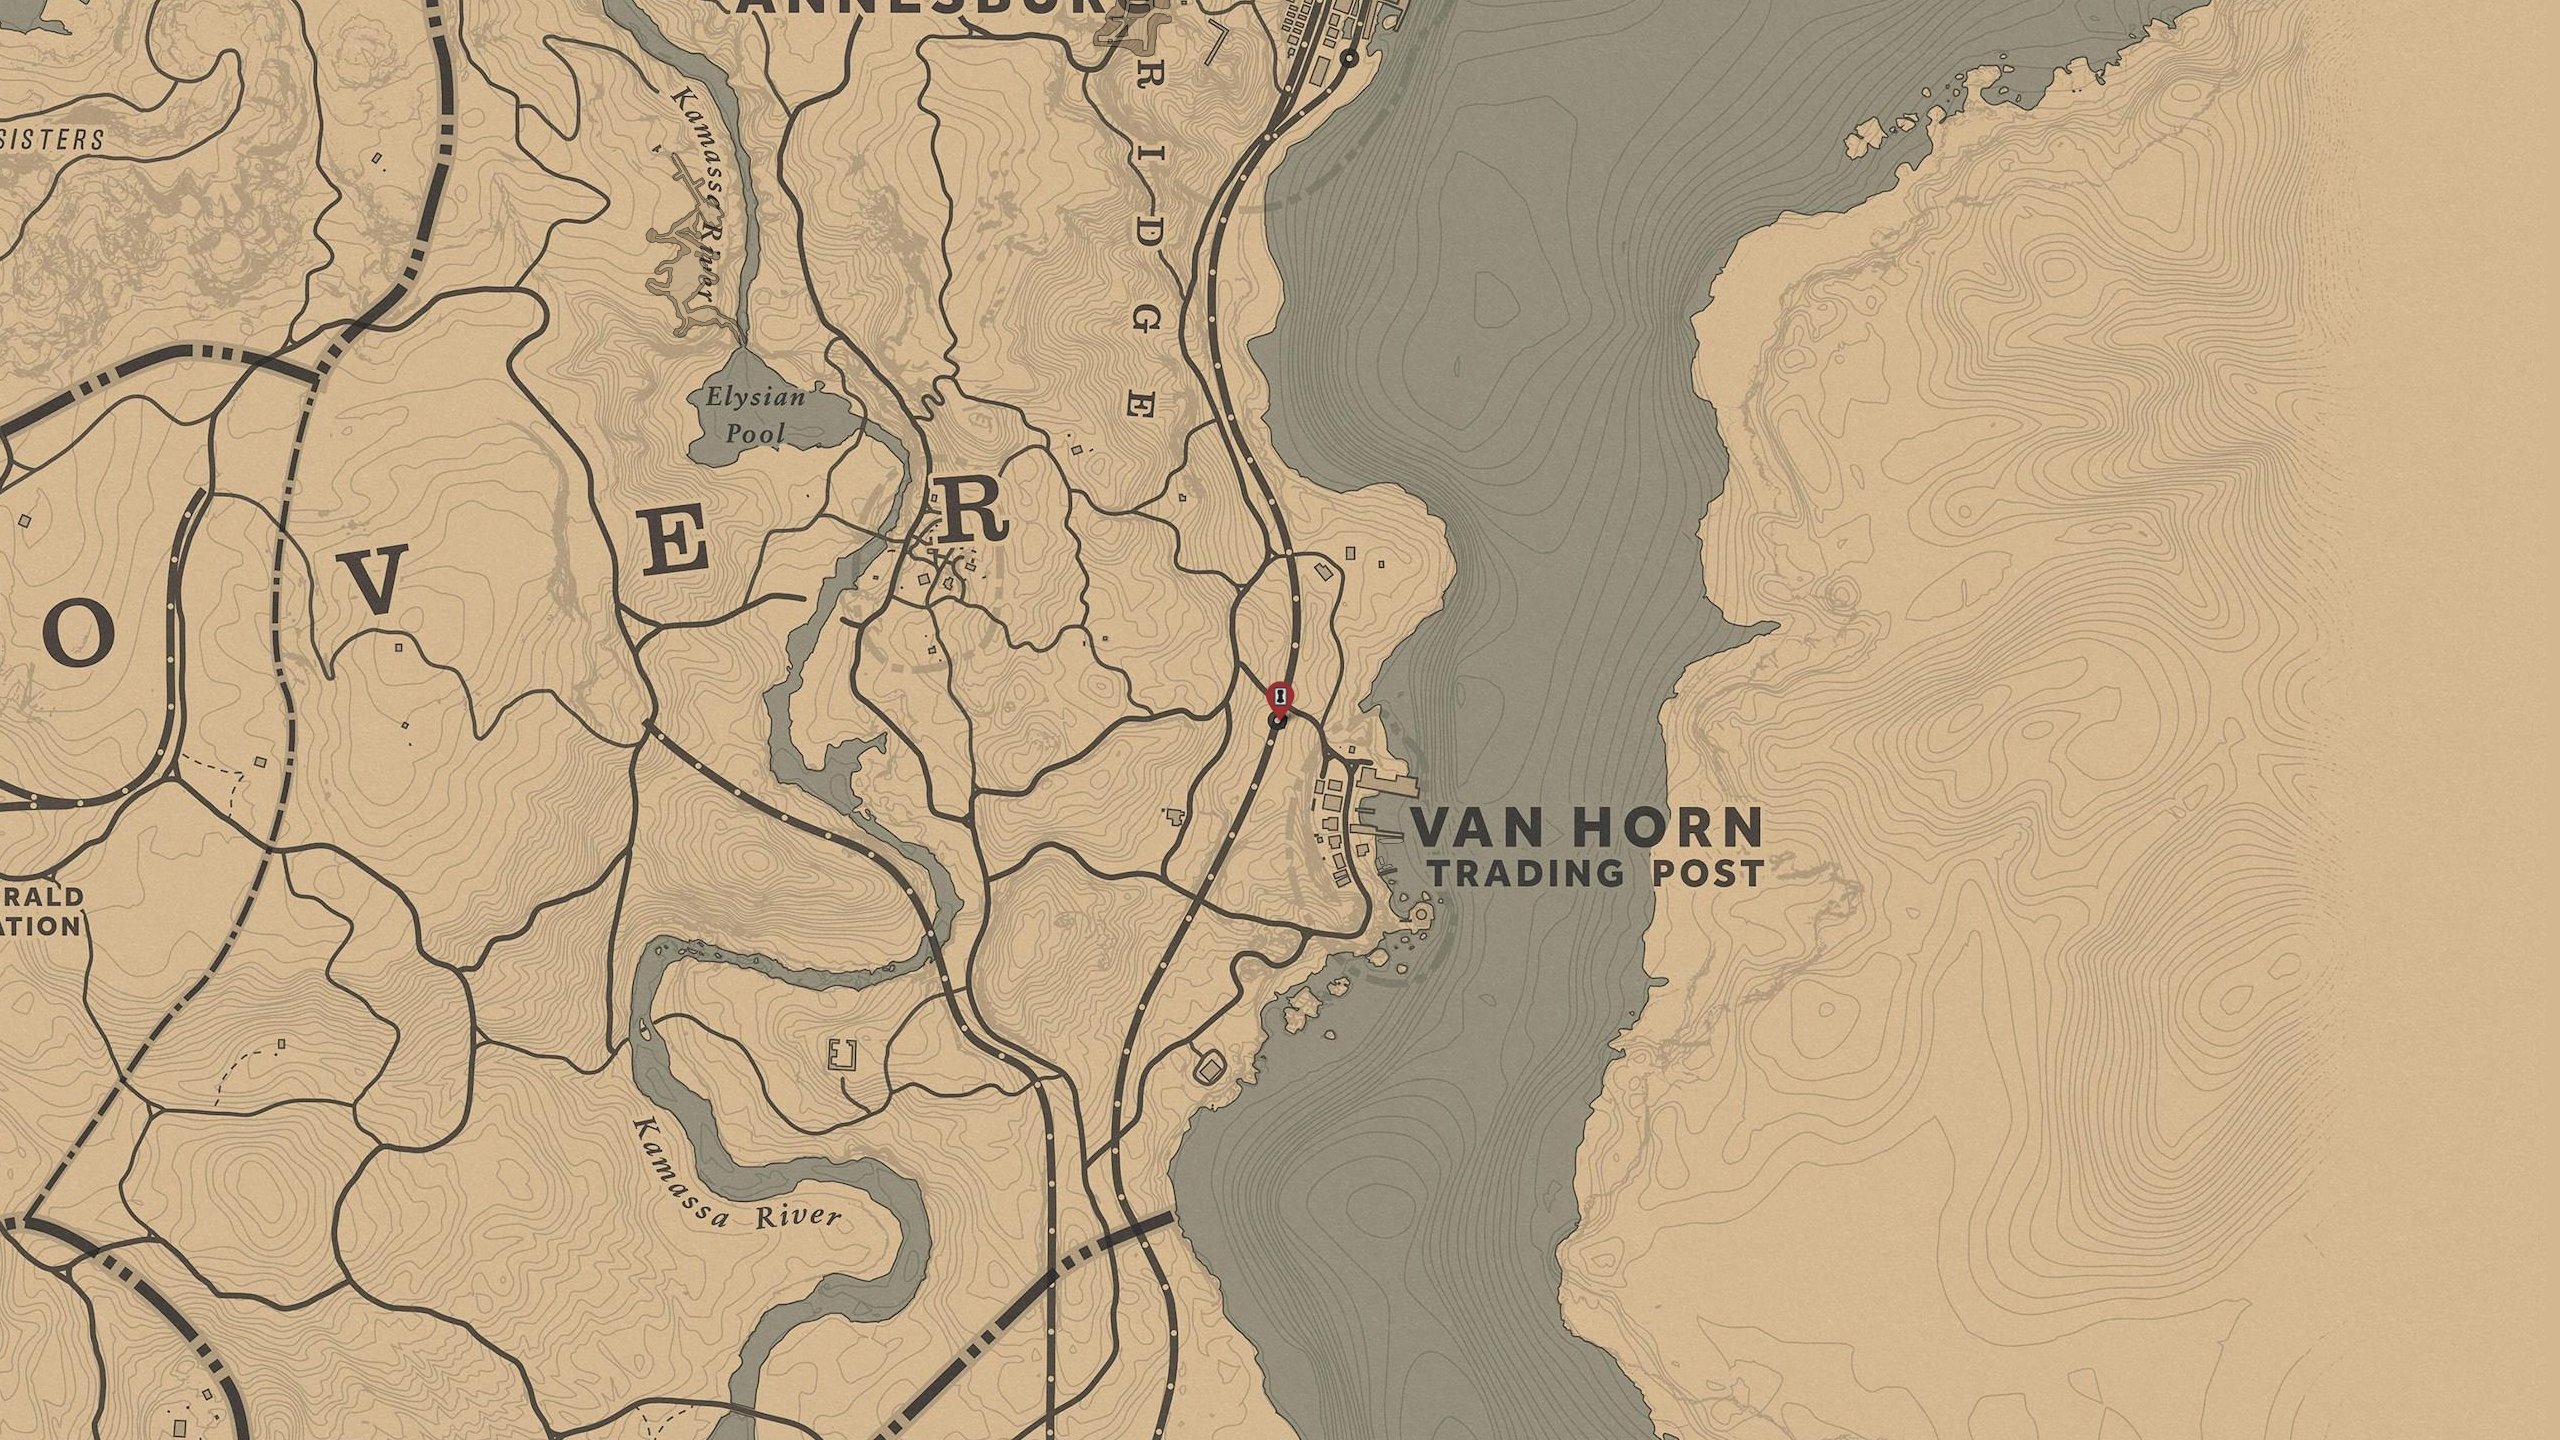 ANNESBURG
SISTERS
Kamassa River
R I D G E
Elysian
Pool
O V E R
VAN HORN
TRADING POST
RALD
ATION
Kamassa River